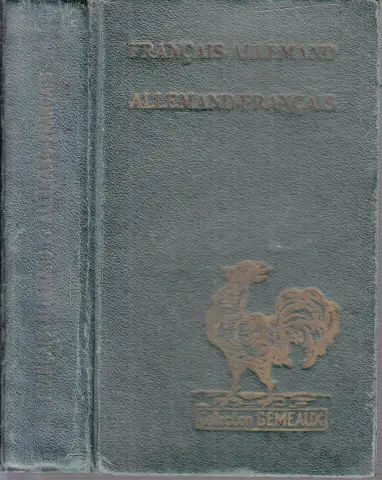 FRANÇAIS-ALLEMAND
ALLEMAND-FRANÇAIS
Collection GEMEAUX